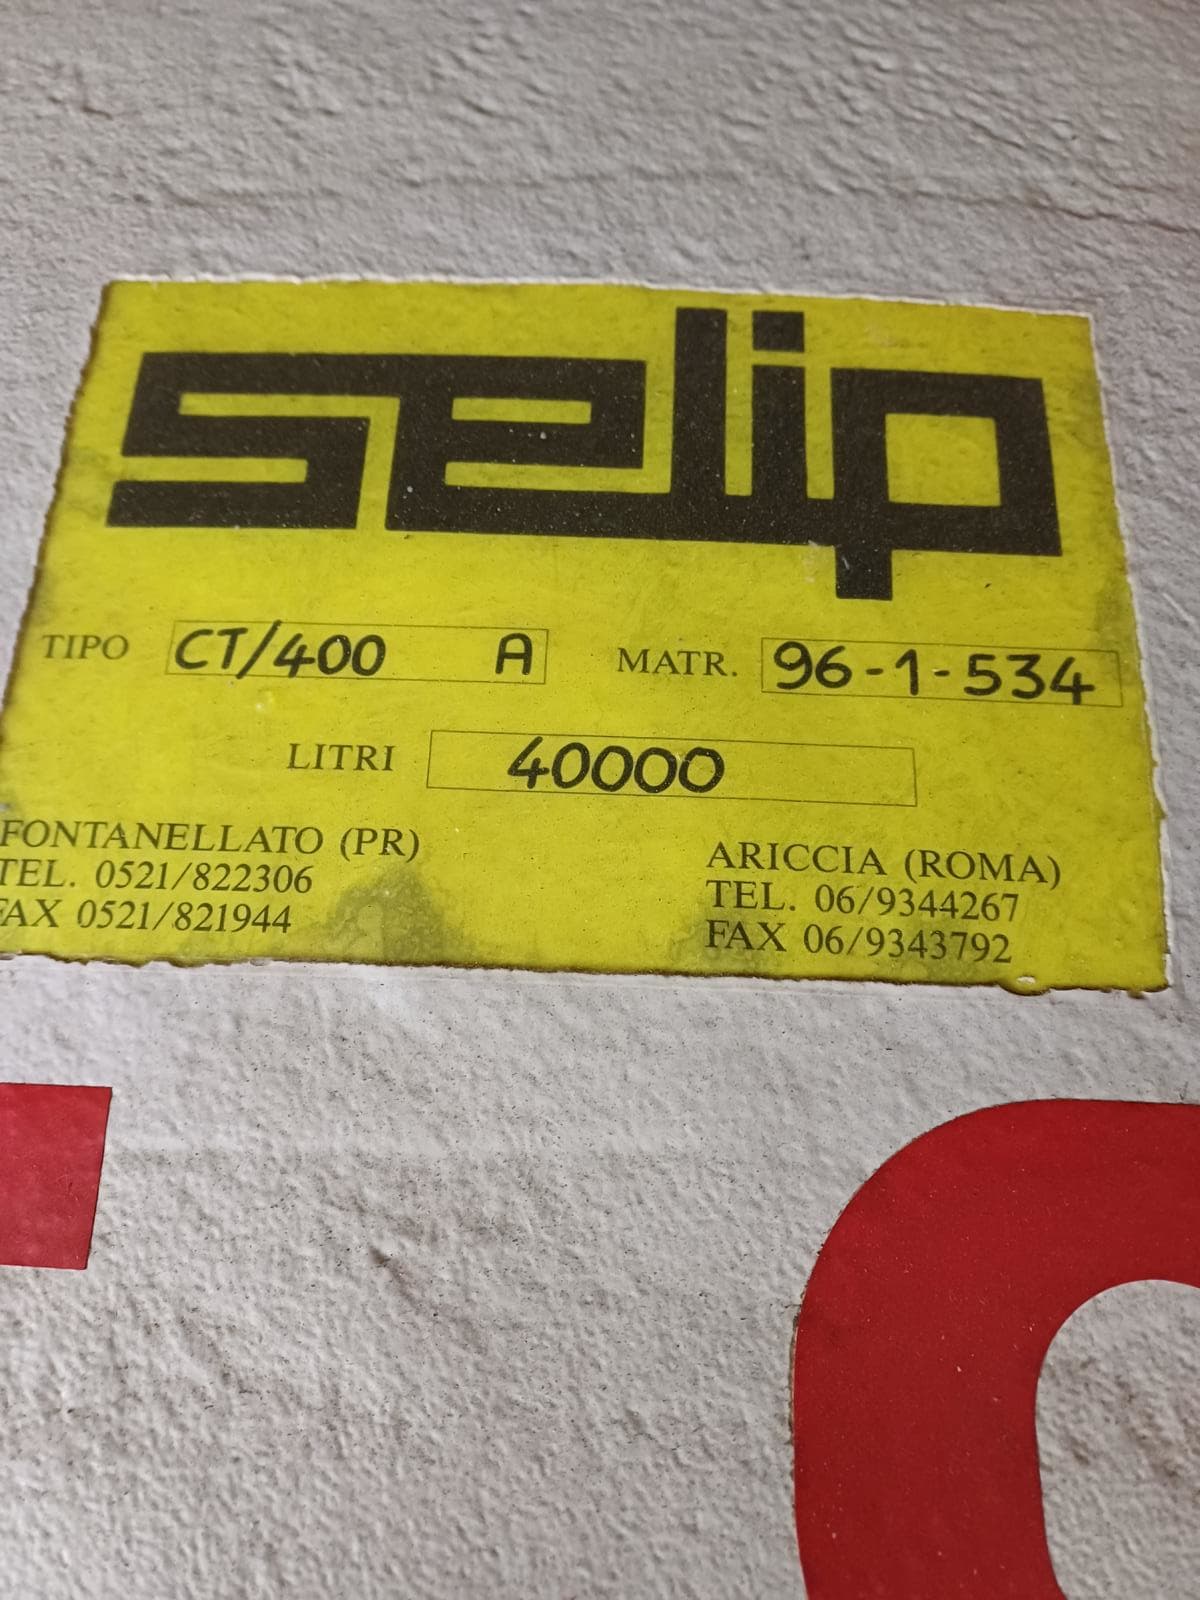 selip
TIPO CT/400 A MATR. 96-1-534
LITRI 40000
FONTANELLATO (PR)
TEL. 0521/822306
FAX 0521/821944
ARICCIA (ROMA)
TEL. 06/9344267
FAX 06/9343792